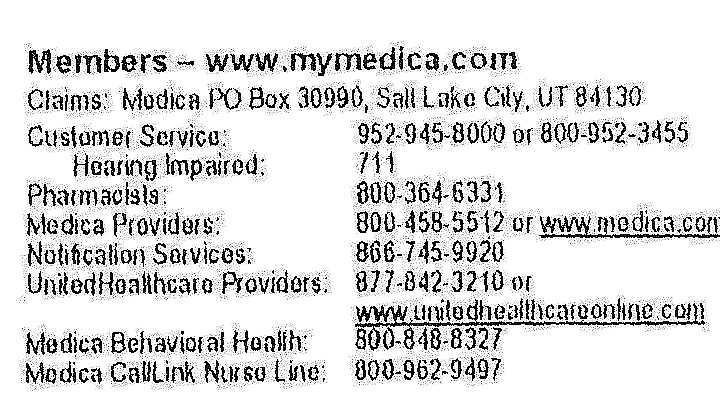 Members – www.mymedica.com
Claims: Medica PO Box 30990, Salt Lake City, UT 84130
Customer Service: 952-945-8000 or 800-952-3455
Hearing Impaired: 711
Pharmacists: 800-364-6331
Medica Providers: 800-458-5512 or www.medica.com
Notification Services: 866-745-9920
UnitedHealthcare Providers: 877-842-3210 or
www.unitedhealthcareonline.com
Medica Behavioral Health: 800-848-8327
Medica CallLink Nurse Line: 800-962-9497